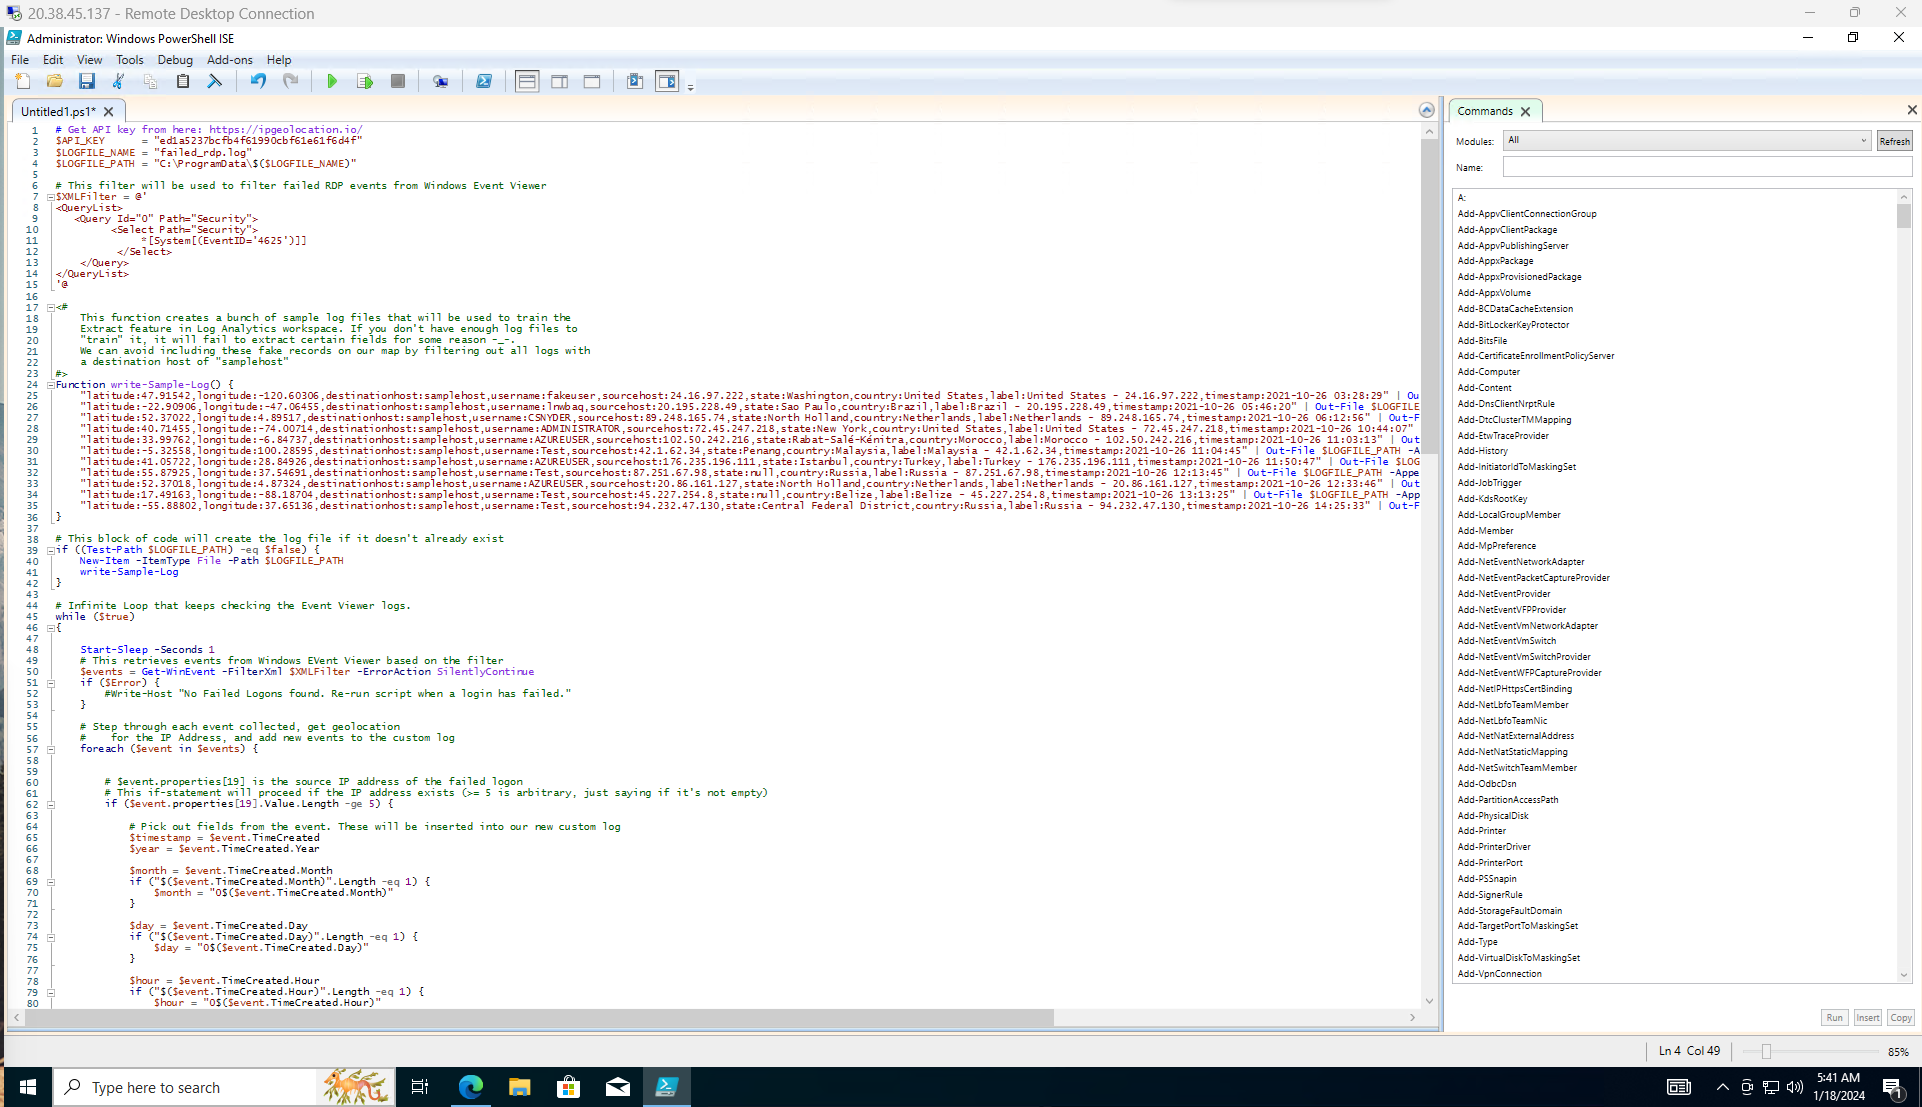 20.38.45.137 - Remote Desktop Connection
Administrator: Windows PowerShell ISE
File Edit View Tools Debug Add-ons Help
Untitled1.ps1*
1 # Get API key from here: https://ipgeolocation.io/
2 $API_KEY = "ed1a5237bcfb4f61990cbf61e61f6d4f"
3 $LOGFILE_NAME = "failed_rdp.log"
4 $LOGFILE_PATH = "C:\ProgramData\$($LOGFILE_NAME)"
5
6 # This filter will be used to filter failed RDP events from Windows Event Viewer
7 $XMLFilter = @'
8 <QueryList>
9 <Query Id="0" Path="Security">
10 <Select Path="Security">
11 *[System[(EventID='4625')]]
12 </Select>
13 </Query>
14 </QueryList>
15 '@
16
17 <#
18 This function creates a bunch of sample log files that will be used to train the
19 Extract feature in Log Analytics workspace. If you don't have enough log files to
20 "train" it, it will fail to extract certain fields for some reason -_-.
21 We can avoid including these fake records on our map by filtering out all logs with
22 a destination host of "samplehost"
23 #>
24 Function write-Sample-Log() {
25 "latitude:47.91542,longitude:-120.60306,destinationhost:samplehost,username:fakeuser,sourcehost:24.16.97.222,state:Washington,country:United States,label:United States - 24.16.97.222,timestamp:2021-10-26 03:28:29" | Ou
26 "latitude:-22.90906,longitude:-47.06455,destinationhost:samplehost,username:lnwbaq,sourcehost:20.195.228.49,state:Sao Paulo,country:Brazil,label:Brazil - 20.195.228.49,timestamp:2021-10-26 05:46:20" | Out-File $LOGFILE
27 "latitude:52.37022,longitude:4.89517,destinationhost:samplehost,username:CSNYDER,sourcehost:89.248.165.74,state:North Holland,country:Netherlands,label:Netherlands - 89.248.165.74,timestamp:2021-10-26 06:12:56" | Out-F
28 "latitude:40.71455,longitude:-74.00714,destinationhost:samplehost,username:ADMINISTRATOR,sourcehost:72.45.247.218,state:New York,country:United States,label:United States - 72.45.247.218,timestamp:2021-10-26 10:44:07"
29 "latitude:33.99762,longitude:-6.84737,destinationhost:samplehost,username:AZUREUSER,sourcehost:102.50.242.216,state:Rabat-Salé-Kénitra,country:Morocco,label:Morocco - 102.50.242.216,timestamp:2021-10-26 11:03:13" | Out
30 "latitude:-5.32558,longitude:100.28595,destinationhost:samplehost,username:Test,sourcehost:42.1.62.34,state:Penang,country:Malaysia,label:Malaysia - 42.1.62.34,timestamp:2021-10-26 11:04:45" | Out-File $LOGFILE_PATH -A
31 "latitude:41.05722,longitude:28.84926,destinationhost:samplehost,username:AZUREUSER,sourcehost:176.235.196.111,state:Istanbul,country:Turkey,label:Turkey - 176.235.196.111,timestamp:2021-10-26 11:50:47" | Out-File $LOG
32 "latitude:55.87925,longitude:37.54691,destinationhost:samplehost,username:Test,sourcehost:87.251.67.98,state:null,country:Russia,label:Russia - 87.251.67.98,timestamp:2021-10-26 12:13:45" | Out-File $LOGFILE_PATH -Appe
33 "latitude:52.37018,longitude:4.87324,destinationhost:samplehost,username:AZUREUSER,sourcehost:20.86.161.127,state:North Holland,country:Netherlands,label:Netherlands - 20.86.161.127,timestamp:2021-10-26 12:33:46" | Out
34 "latitude:17.49163,longitude:-88.18704,destinationhost:samplehost,username:Test,sourcehost:45.227.254.8,state:null,country:Belize,label:Belize - 45.227.254.8,timestamp:2021-10-26 13:13:25" | Out-File $LOGFILE_PATH -App
35 "latitude:-55.88802,longitude:37.65136,destinationhost:samplehost,username:Test,sourcehost:94.232.47.130,state:Central Federal District,country:Russia,label:Russia - 94.232.47.130,timestamp:2021-10-26 14:25:33" | Out-F
36 }
37
38 # This block of code will create the log file if it doesn't already exist
39 if ((Test-Path $LOGFILE_PATH) -eq $false) {
40 New-Item -ItemType File -Path $LOGFILE_PATH
41 write-Sample-Log
42 }
43
44 # Infinite Loop that keeps checking the Event Viewer logs.
45 while ($true)
46 {
47
48 Start-Sleep -Seconds 1
49 # This retrieves events from Windows EVent Viewer based on the filter
50 $events = Get-WinEvent -FilterXml $XMLFilter -ErrorAction SilentlyContinue
51 if ($Error) {
52 #Write-Host "No Failed Logons found. Re-run script when a login has failed."
53 }
54
55 # Step through each event collected, get geolocation
56 # for the IP Address, and add new events to the custom log
57 foreach ($event in $events) {
58
59
60 # $event.properties[19] is the source IP address of the failed logon
61 # This if-statement will proceed if the IP address exists (>= 5 is arbitrary, just saying if it's not empty)
62 if ($event.properties[19].Value.Length -ge 5) {
63
64 # Pick out fields from the event. These will be inserted into our new custom log
65 $timestamp = $event.TimeCreated
66 $year = $event.TimeCreated.Year
67
68 $month = $event.TimeCreated.Month
69 if ("$($event.TimeCreated.Month)".Length -eq 1) {
70 $month = "0$($event.TimeCreated.Month)"
71 }
72
73 $day = $event.TimeCreated.Day
74 if ("$($event.TimeCreated.Day)".Length -eq 1) {
75 $day = "0$($event.TimeCreated.Day)"
76 }
77
78 $hour = $event.TimeCreated.Hour
79 if ("$($event.TimeCreated.Hour)".Length -eq 1) {
80 $hour = "0$($event.TimeCreated.Hour)"
Commands
Modules: All Refresh
Name:
A:
Add-AppvClientConnectionGroup
Add-AppvClientPackage
Add-AppvPublishingServer
Add-AppxPackage
Add-AppxProvisionedPackage
Add-AppxVolume
Add-BCDataCacheExtension
Add-BitLockerKeyProtector
Add-BitsFile
Add-CertificateEnrollmentPolicyServer
Add-Computer
Add-Content
Add-DnsClientNrptRule
Add-DtcClusterTMMapping
Add-EtwTraceProvider
Add-History
Add-InitiatorIdToMaskingSet
Add-JobTrigger
Add-KdsRootKey
Add-LocalGroupMember
Add-Member
Add-MpPreference
Add-NetEventNetworkAdapter
Add-NetEventPacketCaptureProvider
Add-NetEventProvider
Add-NetEventVFPProvider
Add-NetEventVmNetworkAdapter
Add-NetEventVmSwitch
Add-NetEventVmSwitchProvider
Add-NetEventWFPCaptureProvider
Add-NetIPHttpsCertBinding
Add-NetLbfoTeamMember
Add-NetLbfoTeamNic
Add-NetNatExternalAddress
Add-NetNatStaticMapping
Add-NetSwitchTeamMember
Add-OdbcDsn
Add-PartitionAccessPath
Add-PhysicalDisk
Add-Printer
Add-PrinterDriver
Add-PrinterPort
Add-PSSnapin
Add-SignerRule
Add-StorageFaultDomain
Add-TargetPortToMaskingSet
Add-Type
Add-VirtualDiskToMaskingSet
Add-VpnConnection
Run Insert Copy
Ln 4 Col 49 85%
Type here to search
5:41 AM
1/18/2024
1